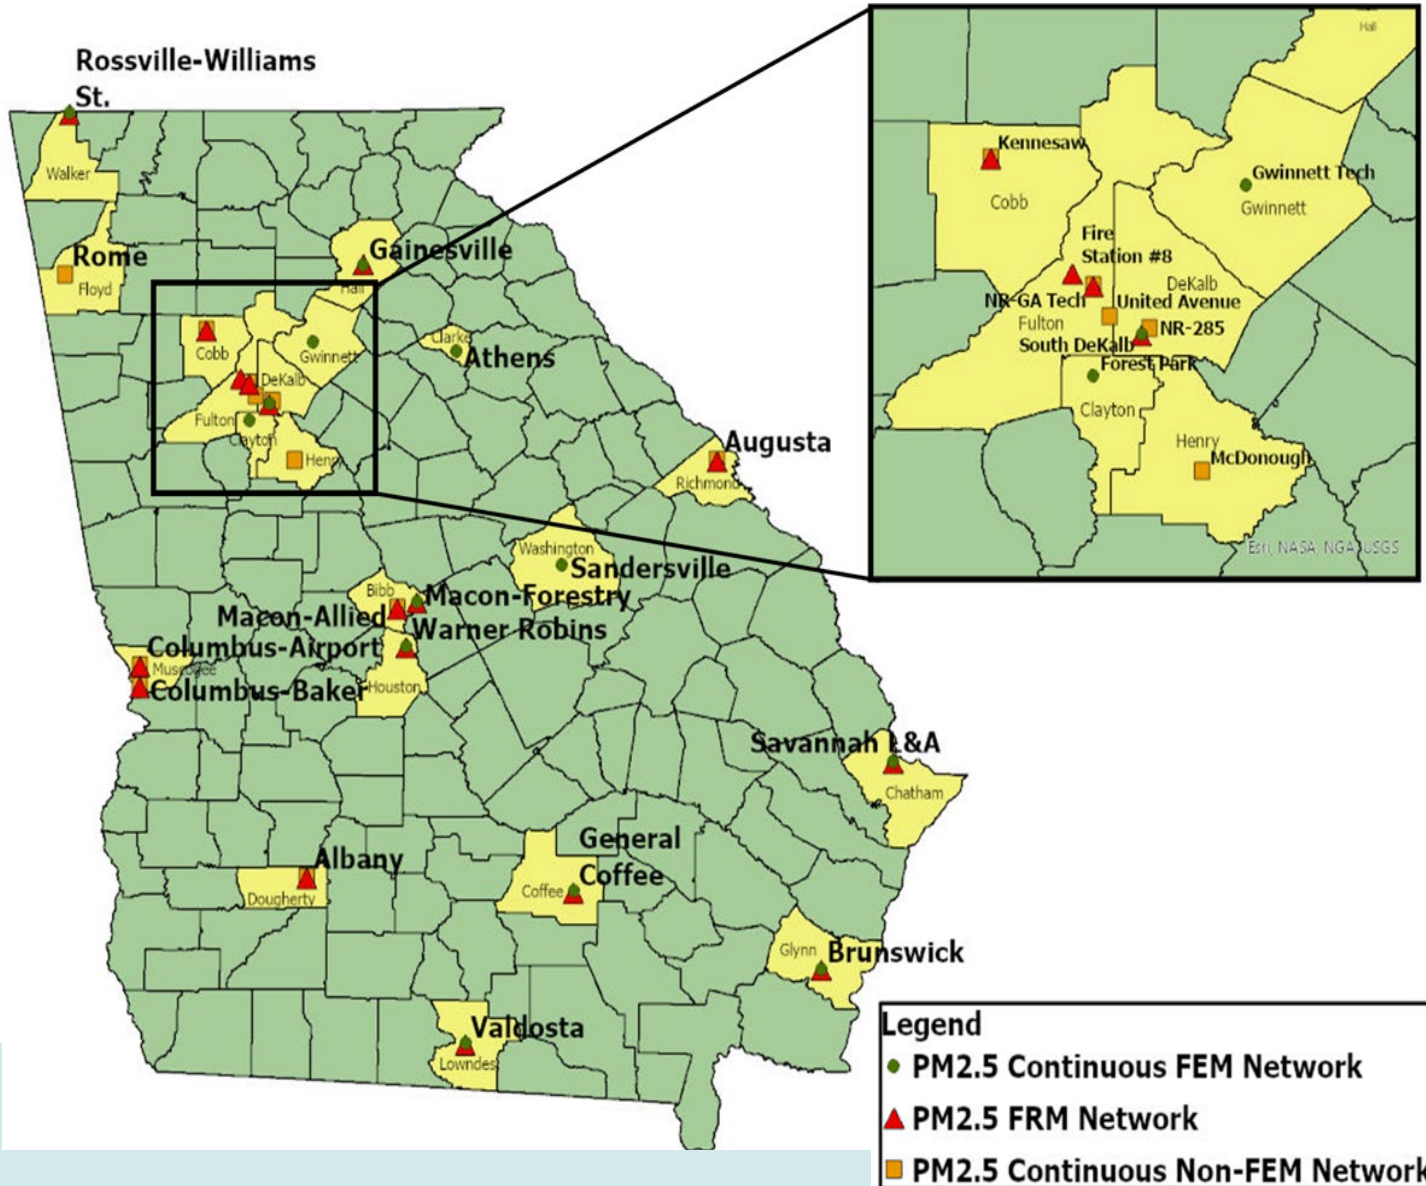 Rossville-Williams
St.
Walker
Rome
Floyd
Gainesville
Hall
Cobb
Gwinnett
Clarke
Athens
DeKalb
Fulton
Clayton
Henry
Augusta
Richmond
Washington
Sandersville
Bibb
Macon-Forestry
Macon-Allied
Warner Robins
Columbus-Airport
Muscogee
Columbus-Baker
Houston
Savannah L&A
Chatham
General
Coffee
Coffee
Albany
Dougherty
Glynn
Brunswick
Valdosta
Lowndes
Hall
Kennesaw
Cobb
Gwinnett Tech
Gwinnett
Fire
Station #8
DeKalb
NR-GA Tech
United Avenue
Fulton
NR-285
South DeKalb
Forest Park
Clayton
Henry
McDonough
Esri, NASA, NGA, USGS
Legend
PM2.5 Continuous FEM Network
PM2.5 FRM Network
PM2.5 Continuous Non-FEM Network